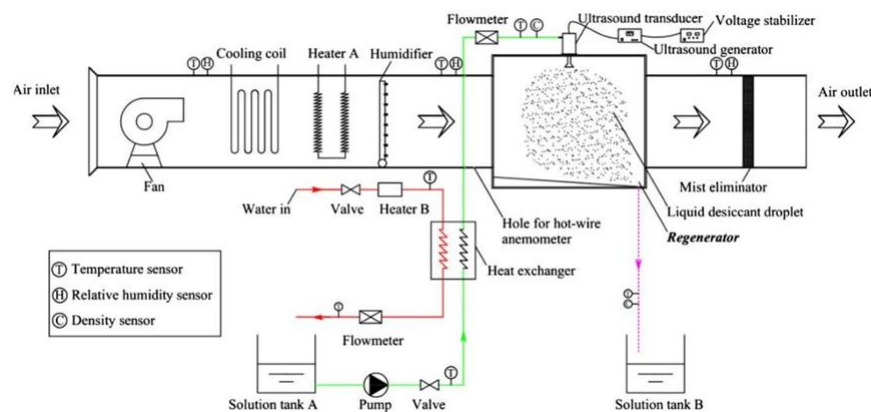 Flowmeter
T C
Ultrasound transducer
Voltage stabilizer
Ultrasound generator
Cooling coil
Heater A
Humidifier
T H
T H
T H
Air inlet
Air outlet
Fan
Mist eliminator
Liquid desiccant droplet
Regenerator
Water in
Valve
Heater B
T
Hole for hot-wire
anemometer
Heat exchanger
T Temperature sensor
H Relative humidity sensor
C Density sensor
T
Flowmeter
T
C
T
Solution tank A
Pump
Valve
Solution tank B